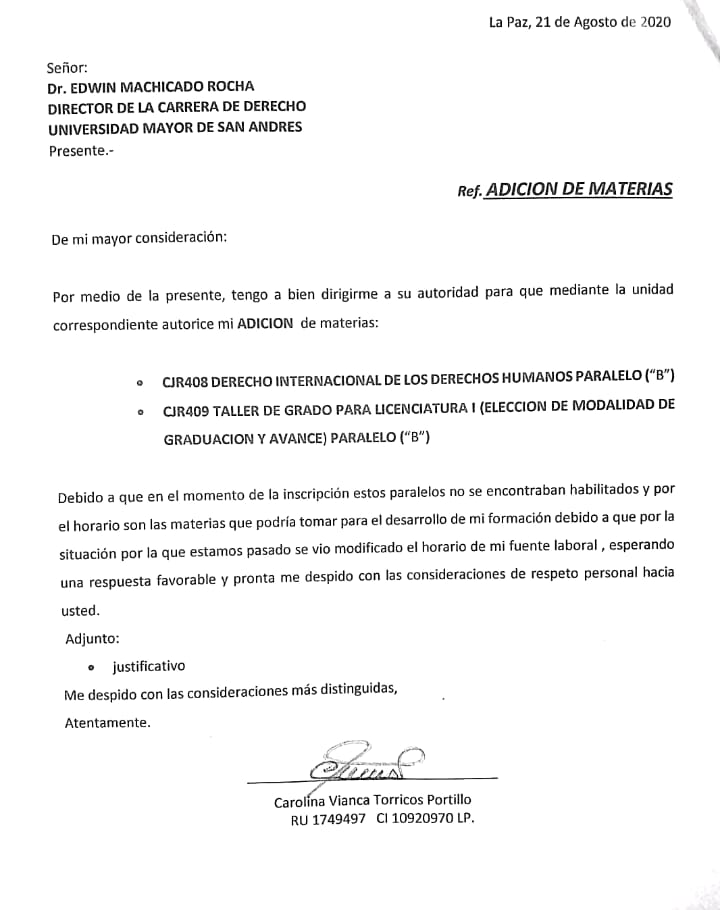 La Paz, 21 de Agosto de 2020
Señor:
Dr. EDWIN MACHICADO ROCHA
DIRECTOR DE LA CARRERA DE DERECHO
UNIVERSIDAD MAYOR DE SAN ANDRES
Presente.-
Ref. ADICION DE MATERIAS
De mi mayor consideración:
Por medio de la presente, tengo a bien dirigirme a su autoridad para que mediante la unidad
correspondiente autorice mi ADICION de materias:
• CJR408 DERECHO INTERNACIONAL DE LOS DERECHOS HUMANOS PARALELO (“B”)
• CJR409 TALLER DE GRADO PARA LICENCIATURA I (ELECCION DE MODALIDAD DE
GRADUACION Y AVANCE) PARALELO (“B”)
Debido a que en el momento de la inscripción estos paralelos no se encontraban habilitados y por
el horario son las materias que podría tomar para el desarrollo de mi formación debido a que por la
situación por la que estamos pasado se vio modificado el horario de mi fuente laboral , esperando
una respuesta favorable y pronta me despido con las consideraciones de respeto personal hacia
usted.
Adjunto:
• justificativo
Me despido con las consideraciones más distinguidas,
Atentamente.
Carolina Vianca Torricos Portillo
RU 1749497 CI 10920970 LP.